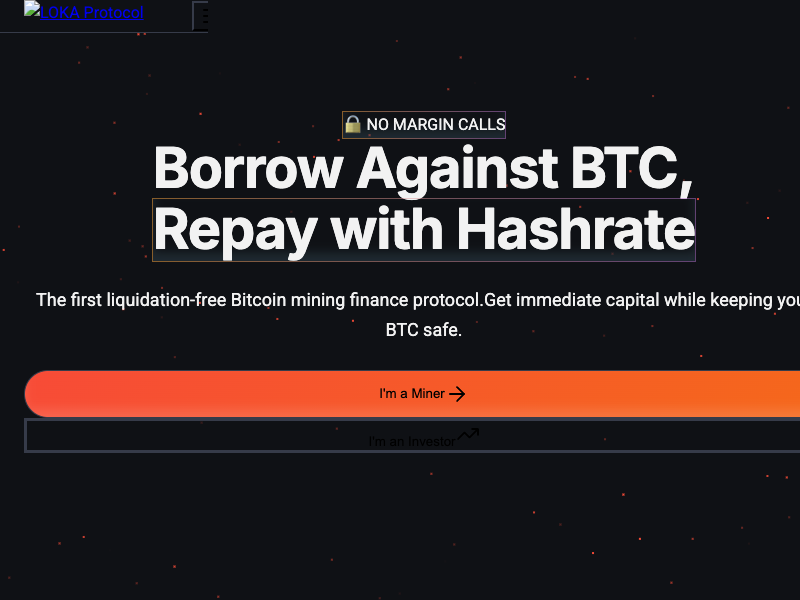 LOKA Protocol
🔒 NO MARGIN CALLS
Borrow Against BTC,
Repay with Hashrate
The first liquidation-free Bitcoin mining finance protocol.Get immediate capital while keeping
BTC safe.
I'm a Miner
I'm an Investor